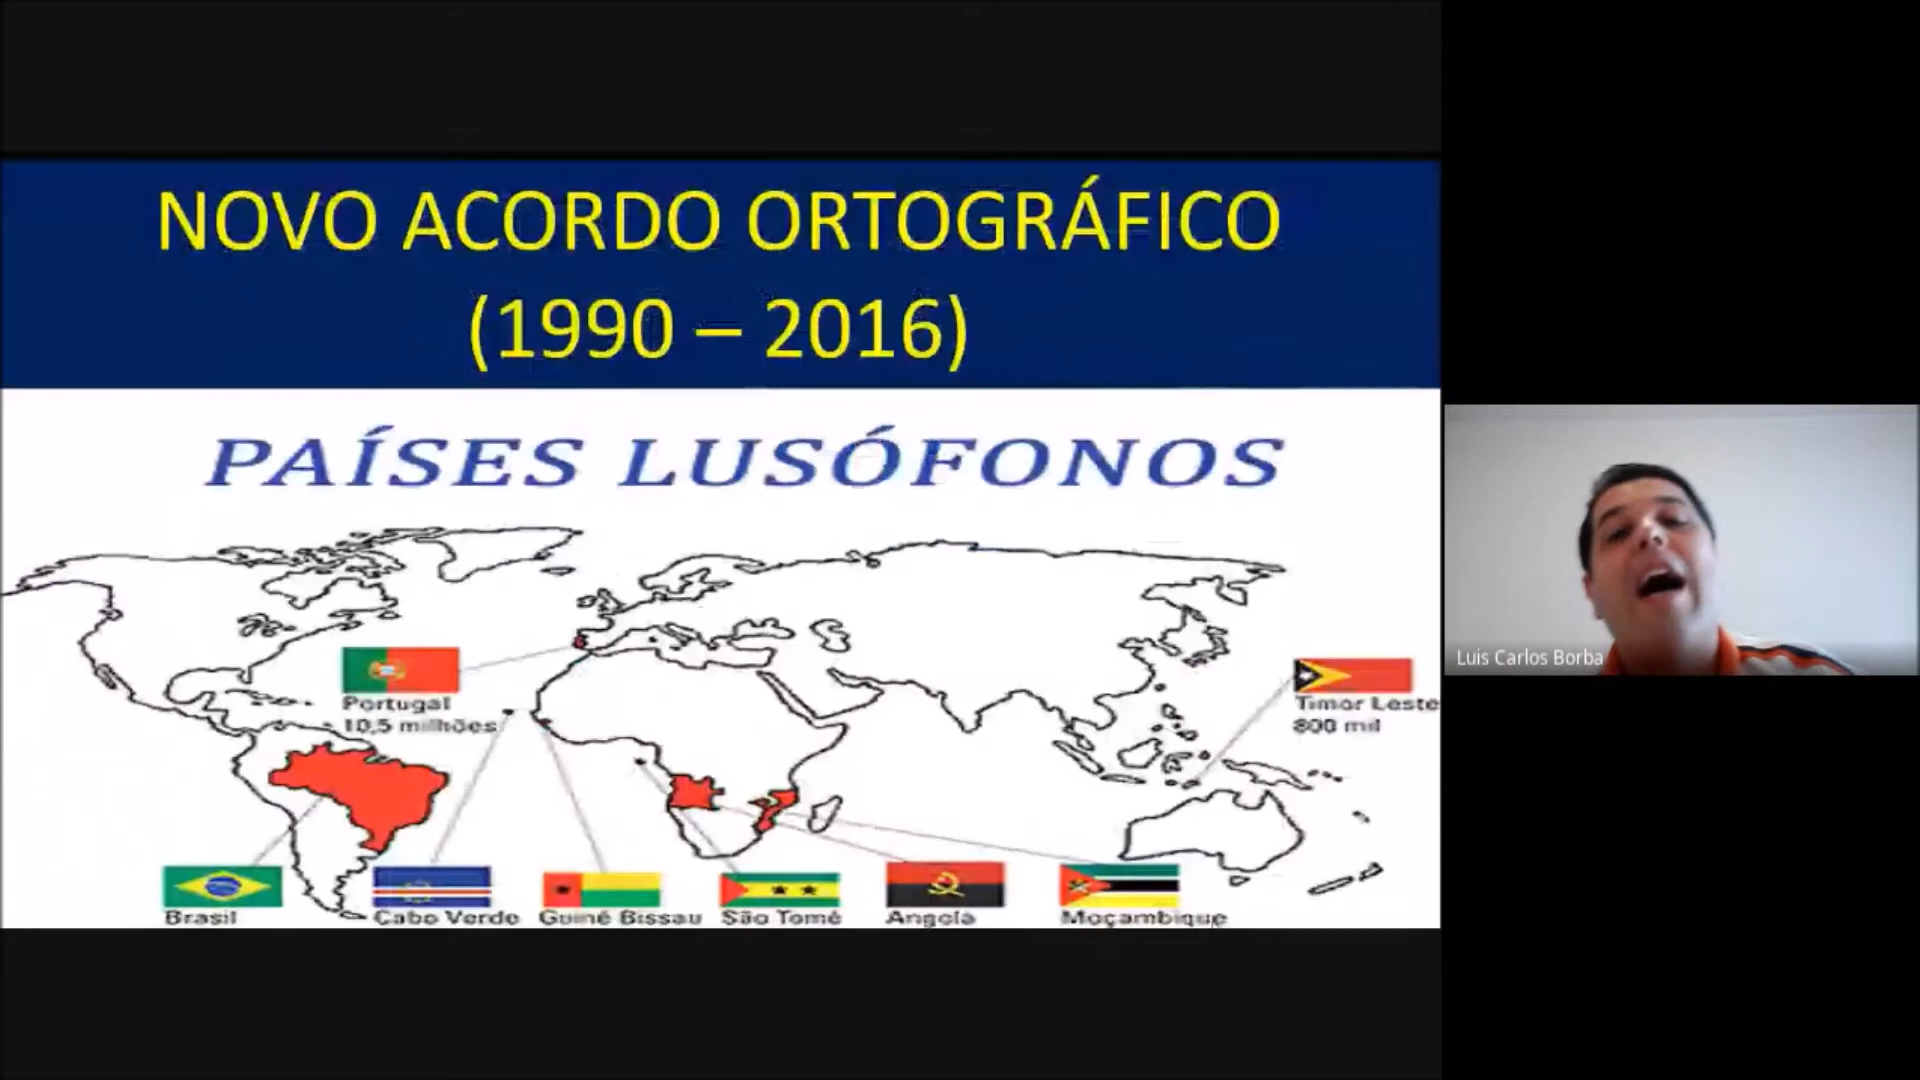 NOVO ACORDO ORTOGRÁFICO
(1990 – 2016)
PAÍSES LUSÓFONOS
Portugal
10,5 milhões
Timor Leste
800 mil
Brasil
Cabo Verde
Guiné Bissau
São Tomé
Angola
Moçambique
Luis Carlos Borba